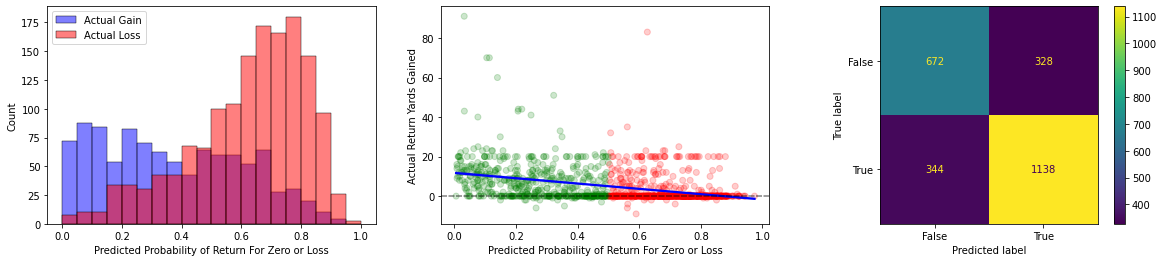 175
150
125
100
75
50
25
0
Count
Actual Gain
Actual Loss
0.0 0.2 0.4 0.6 0.8 1.0
Predicted Probability of Return For Zero or Loss
80
60
40
20
0
Actual Return Yards Gained
0.0 0.2 0.4 0.6 0.8 1.0
Predicted Probability of Return For Zero or Loss
True label
False
True
672 328
344 1138
False True
Predicted label
1100
1000
900
800
700
600
500
400